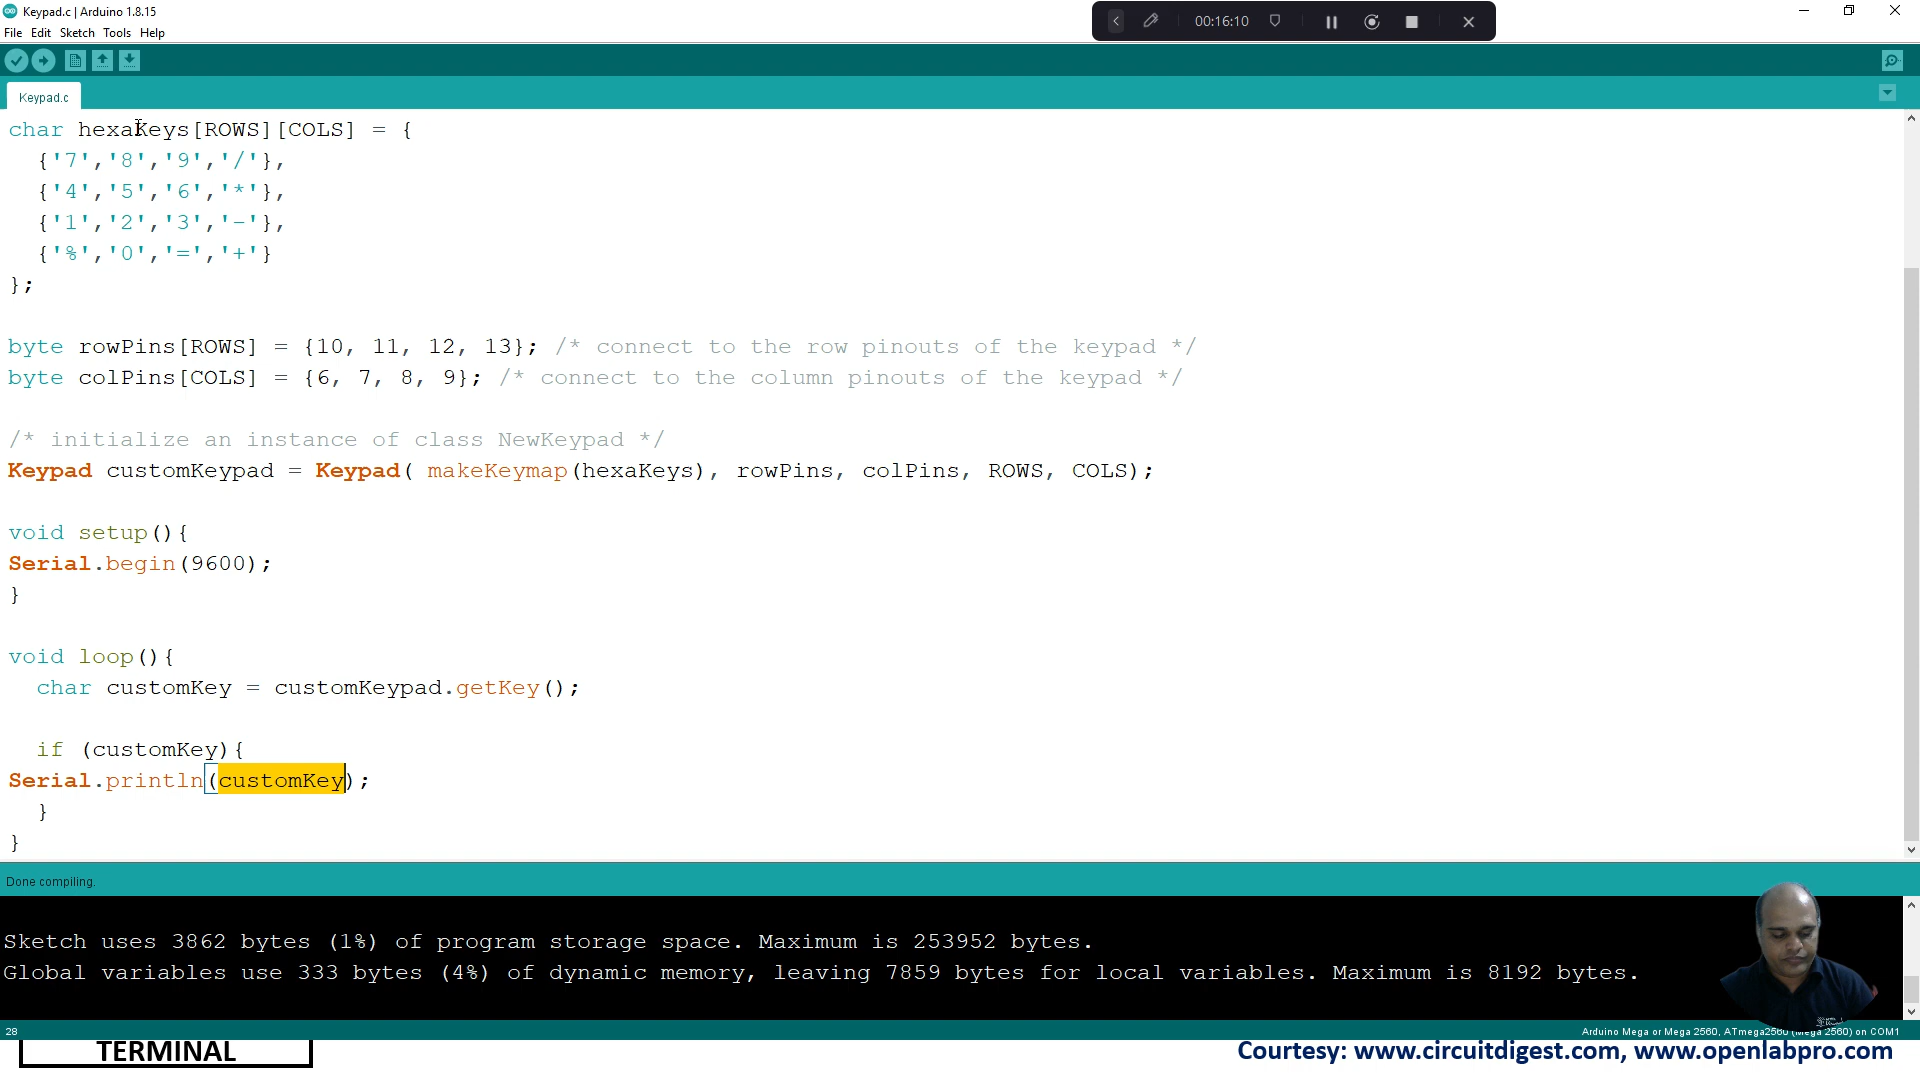 Keypad.c | Arduino 1.8.15
00:16:10
File Edit Sketch Tools Help
Keypad.c
char hexaKeys[ROWS][COLS] = {
{'7','8','9','/'},
{'4','5','6','*'},
{'1','2','3','-'},
{'%','0','=','+'}
};
byte rowPins[ROWS] = {10, 11, 12, 13}; /* connect to the row pinouts of the keypad */
byte colPins[COLS] = {6, 7, 8, 9}; /* connect to the column pinouts of the keypad */
/* initialize an instance of class NewKeypad */
Keypad customKeypad = Keypad( makeKeymap(hexaKeys), rowPins, colPins, ROWS, COLS);
void setup(){
Serial.begin(9600);
}
void loop(){
char customKey = customKeypad.getKey();
if (customKey){
Serial.println(customKey);
}
}
Done compiling.
Sketch uses 3862 bytes (1%) of program storage space. Maximum is 253952 bytes.
Global variables use 333 bytes (4%) of dynamic memory, leaving 7859 bytes for local variables. Maximum is 8192 bytes.
28
Arduino Mega or Mega 2560, ATmega2560 (Mega 2560) on COM1
TERMINAL
Courtesy: www.circuitdigest.com, www.openlabpro.com